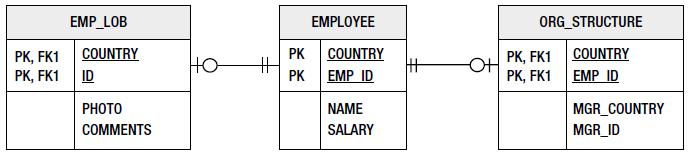 EMP_LOB
PK, FK1 COUNTRY
PK, FK1 ID
PHOTO
COMMENTS
EMPLOYEE
PK COUNTRY
PK EMP_ID
NAME
SALARY
ORG_STRUCTURE
PK, FK1 COUNTRY
PK, FK1 EMP_ID
MGR_COUNTRY
MGR_ID